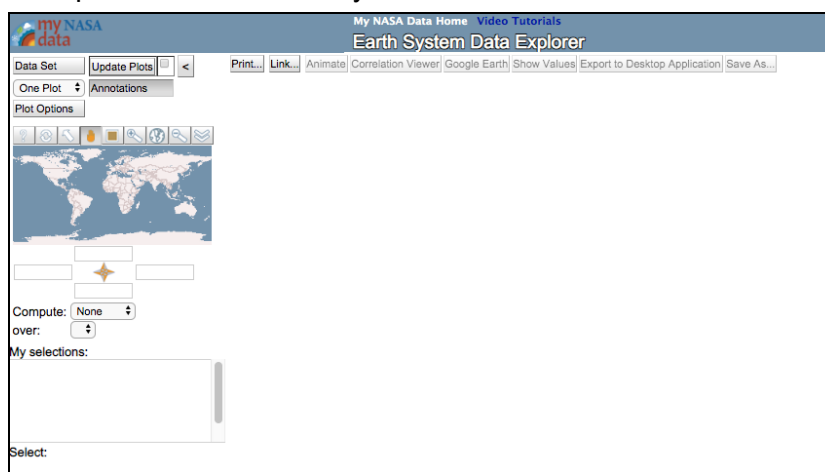 my NASA data
My NASA Data Home Video Tutorials
Earth System Data Explorer
Data Set Update Plots <
Print... Link... Animate Correlation Viewer Google Earth Show Values Export to Desktop Application Save As...
One Plot Annotations
Plot Options
Compute: None
over:
My selections:
Select: